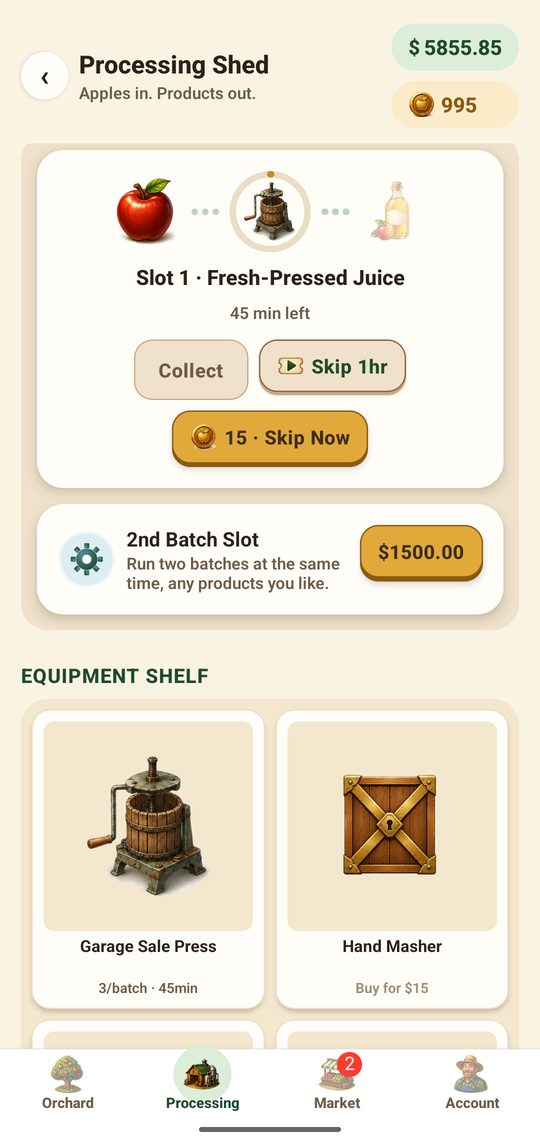 Processing Shed
Apples in. Products out.
$ 5855.85
995
Slot 1 · Fresh-Pressed Juice
45 min left
Collect
Skip 1hr
15 · Skip Now
2nd Batch Slot
Run two batches at the same
time, any products you like.
$1500.00
EQUIPMENT SHELF
Garage Sale Press
3/batch · 45min
Hand Masher
Buy for $15
2
Orchard
Processing
Market
Account